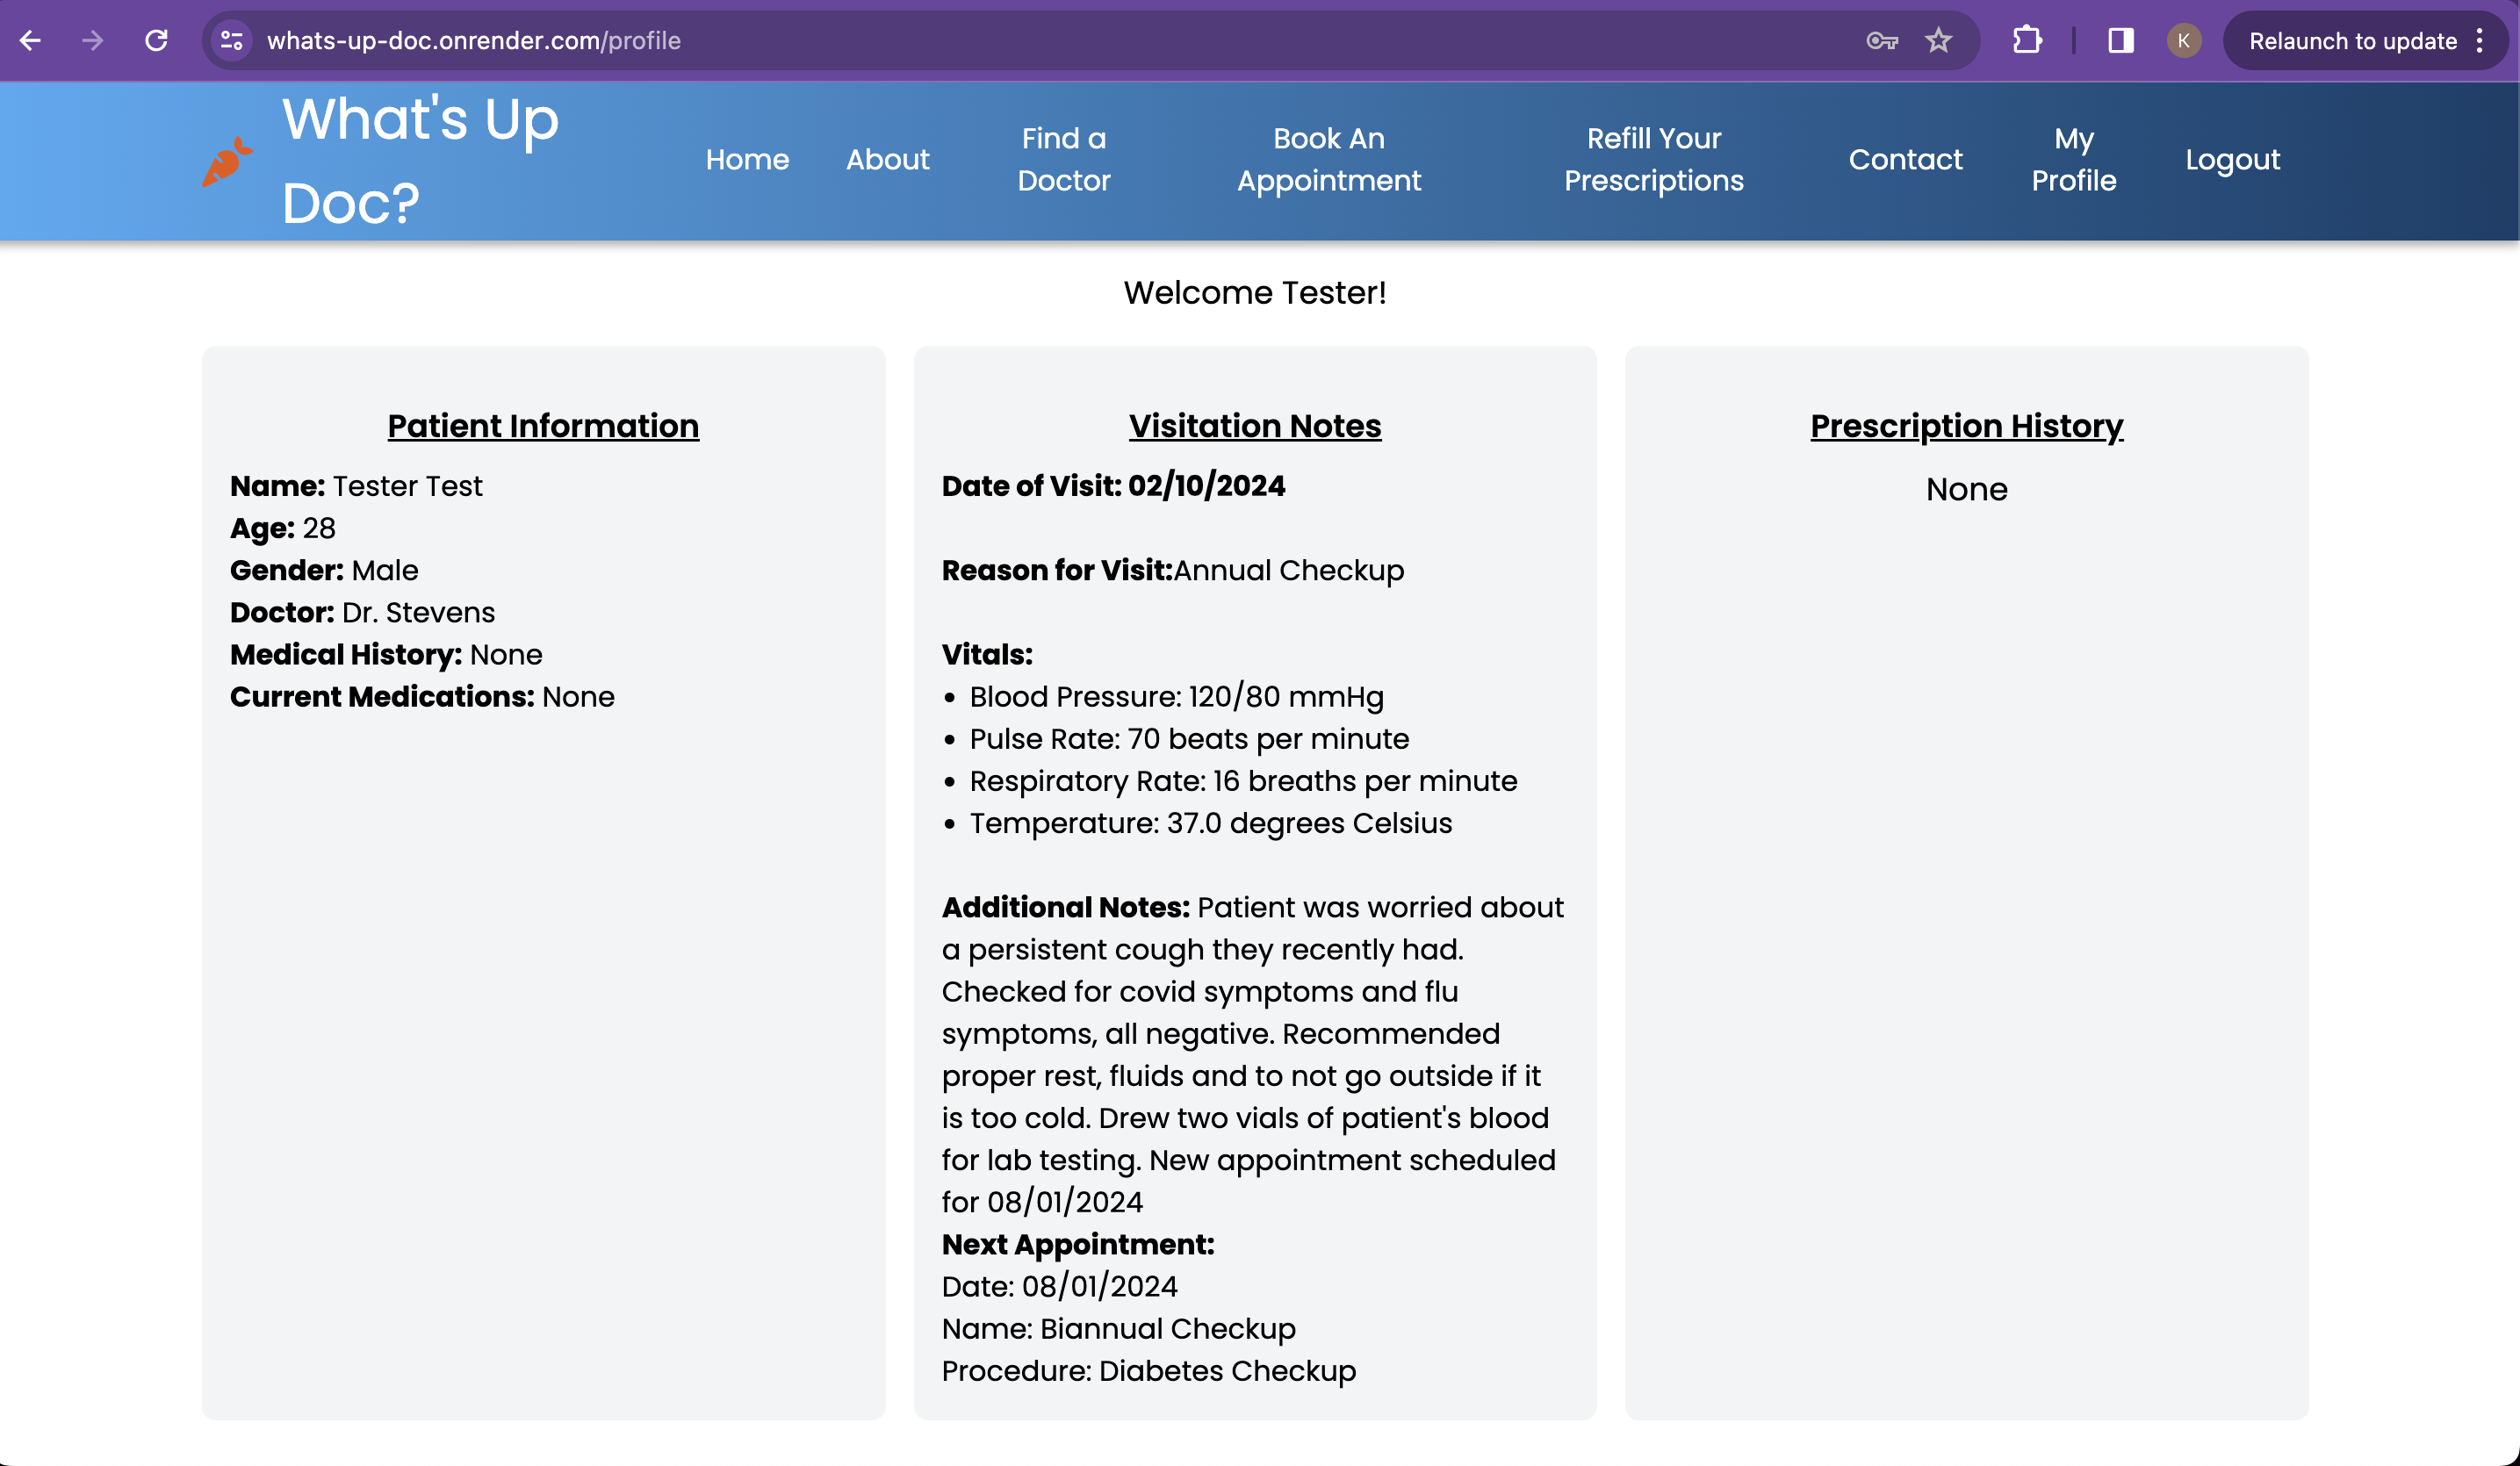 whats-up-doc.onrender.com/profile
K
Relaunch to update
What's Up
Doc?
Home
About
Find a
Doctor
Book An
Appointment
Refill Your
Prescriptions
Contact
My
Profile
Logout
Welcome Tester!
Patient Information
Name: Tester Test
Age: 28
Gender: Male
Doctor: Dr. Stevens
Medical History: None
Current Medications: None
Visitation Notes
Date of Visit: 02/10/2024
Reason for Visit:Annual Checkup
Vitals:
• Blood Pressure: 120/80 mmHg
• Pulse Rate: 70 beats per minute
• Respiratory Rate: 16 breaths per minute
• Temperature: 37.0 degrees Celsius
Additional Notes: Patient was worried about
a persistent cough they recently had.
Checked for covid symptoms and flu
symptoms, all negative. Recommended
proper rest, fluids and to not go outside if it
is too cold. Drew two vials of patient's blood
for lab testing. New appointment scheduled
for 08/01/2024
Next Appointment:
Date: 08/01/2024
Name: Biannual Checkup
Procedure: Diabetes Checkup
Prescription History
None